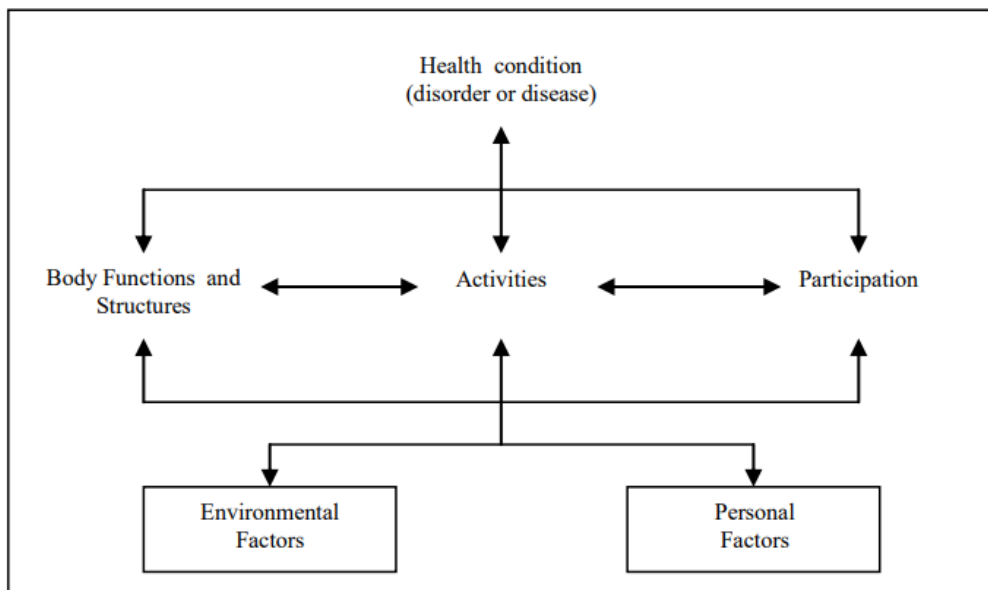 Health condition
(disorder or disease)
Body Functions and
Structures
Activities
Participation
Environmental
Factors
Personal
Factors